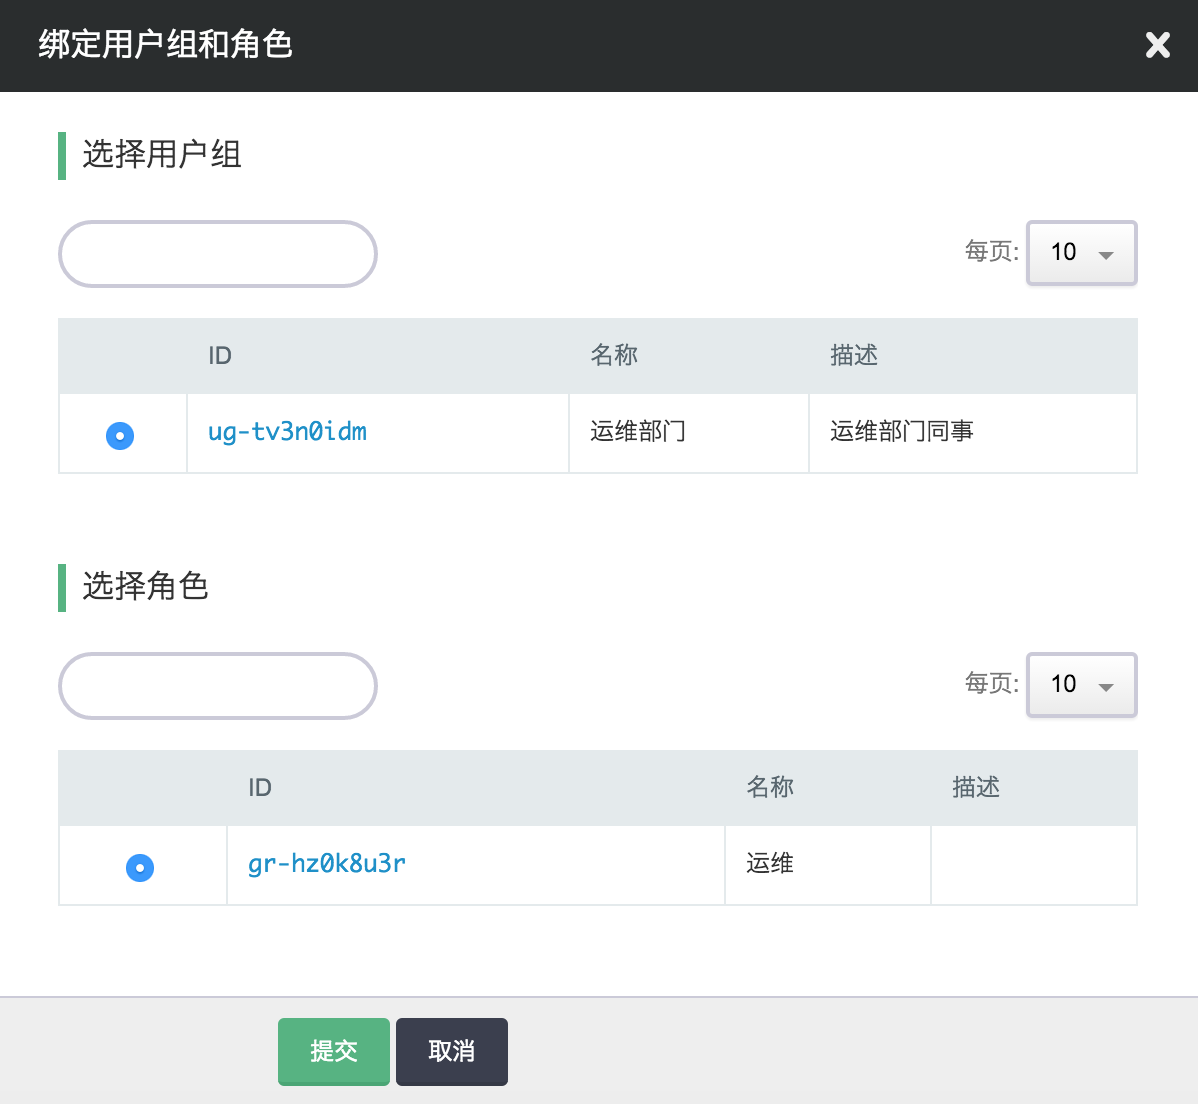 绑定用户组和角色
选择用户组
每页: 10
ID 名称 描述
ug-tv3n0idm 运维部门 运维部门同事
选择角色
每页: 10
ID 名称 描述
gr-hz0k8u3r 运维
提交 取消